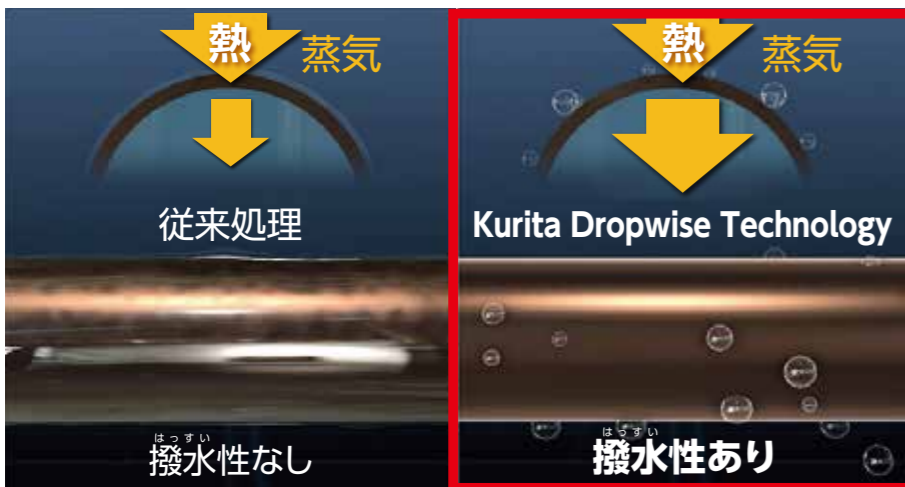 熱
蒸気
従来処理
はっすい
撥水性なし
熱
蒸気
Kurita Dropwise Technology
はっすい
撥水性あり